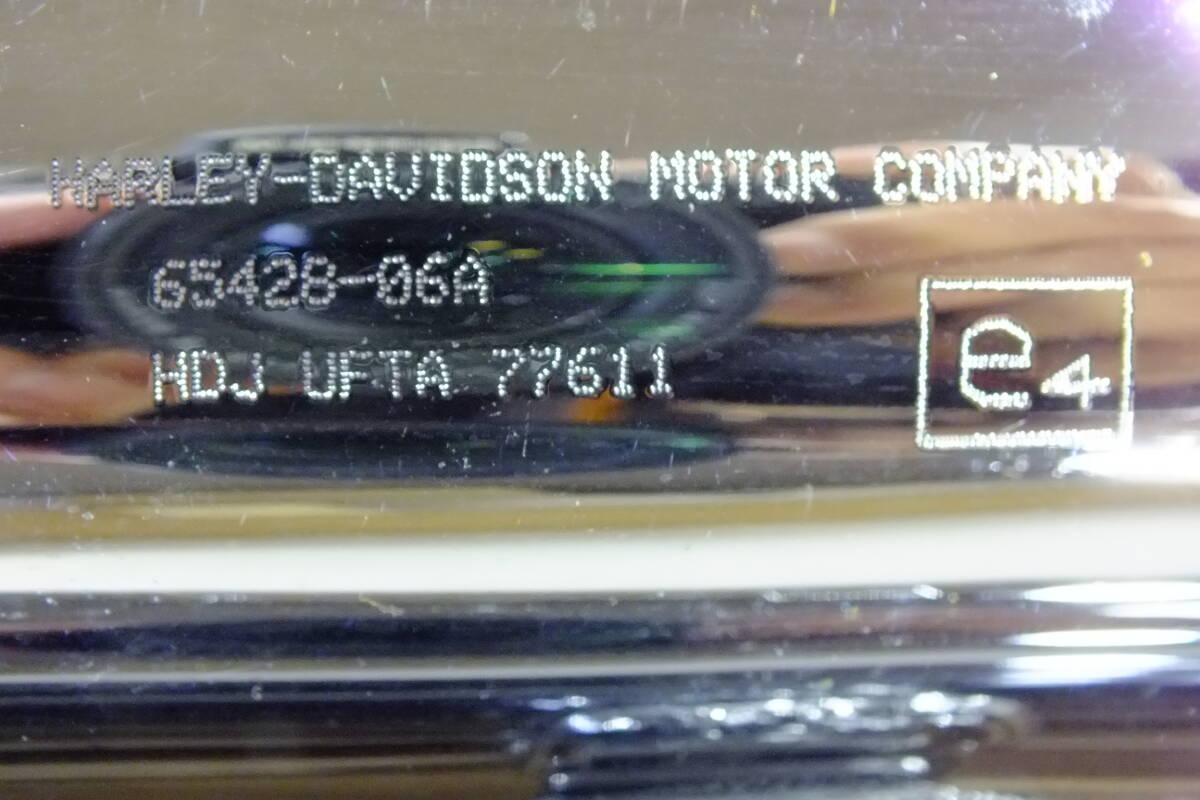 HARLEY-DAVIDSON MOTOR COMPANY
65428-06A
HDJ UFTA 77611
e4